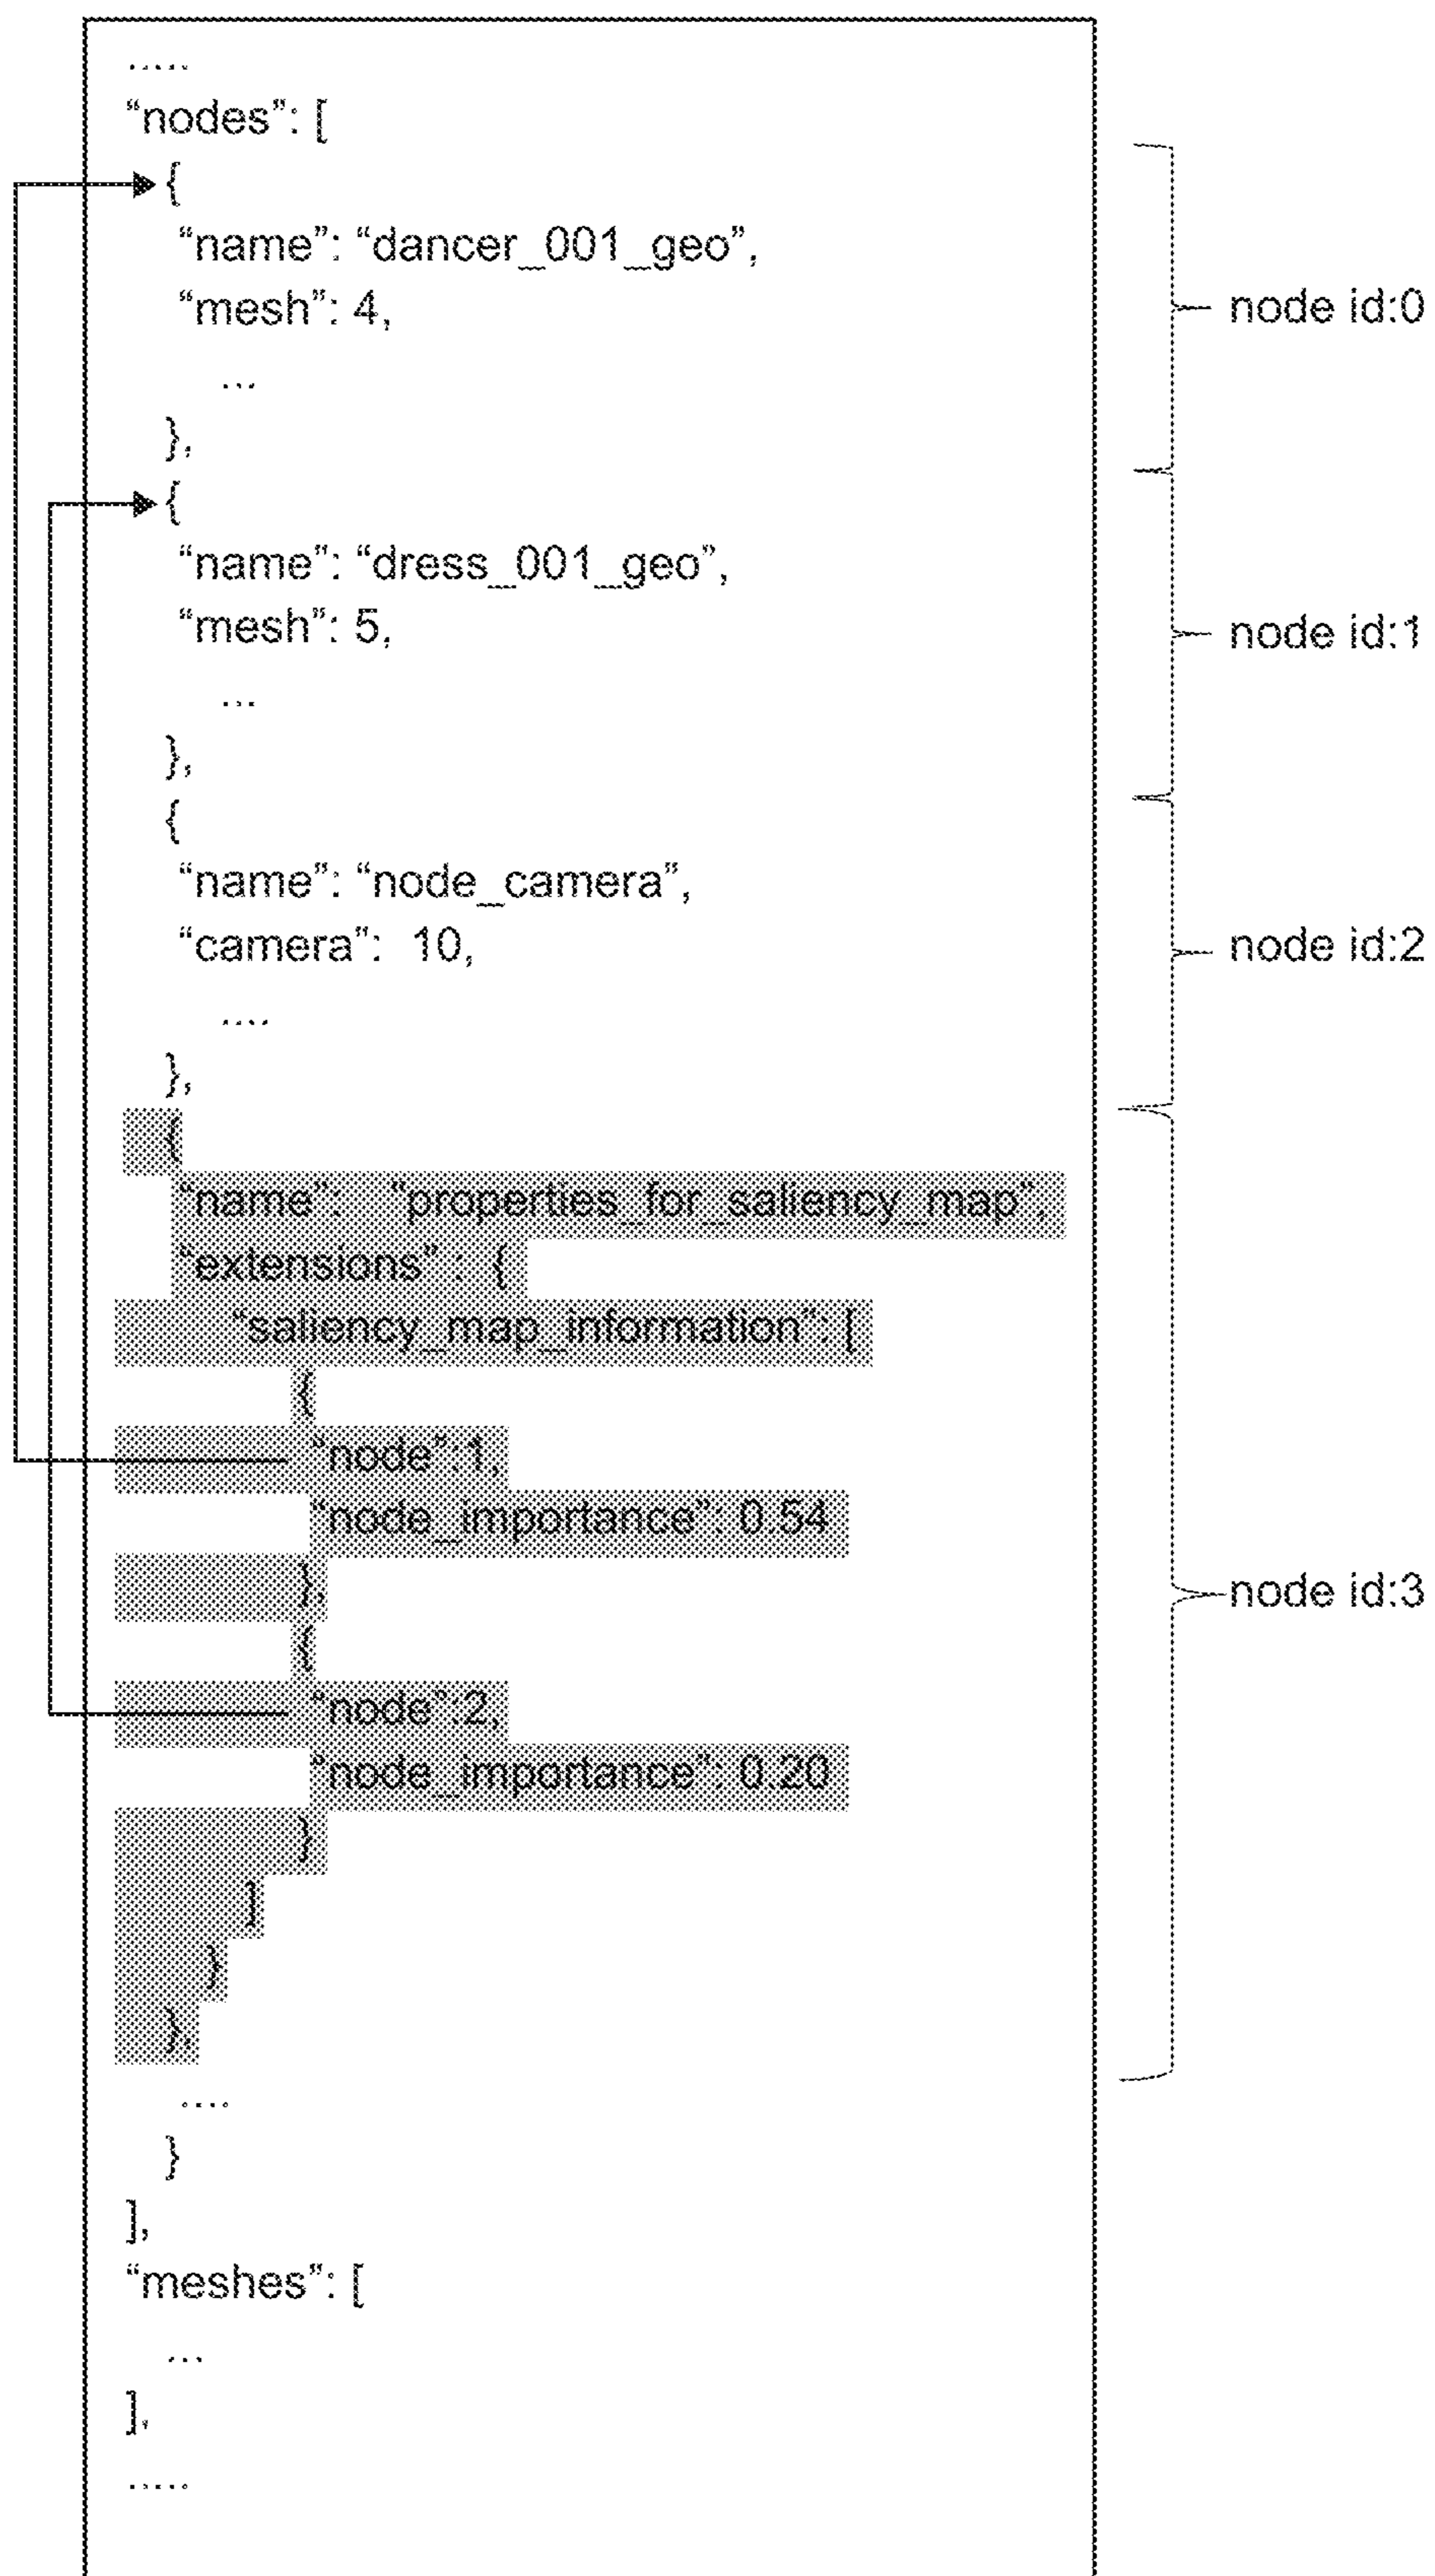 .....
“nodes”: [
{
“name”: “dancer_001_geo”,
“mesh”: 4,
...
},
node id:0
{
“name”: “dress_001_geo”,
“mesh”: 5,
...
},
node id:1
{
“name”: “node_camera”,
“camera”: 10,
....
},
node id:2
{
“name”: “properties_for_saliency_map”,
“extensions” : {
“saliency_map_information”: [
{
“node”:1,
“node_importance”: 0.54
},
{
“node”:2,
“node_importance”: 0.20
}
]
}
},
node id:3
....
}
],
“meshes”: [
...
],
.....